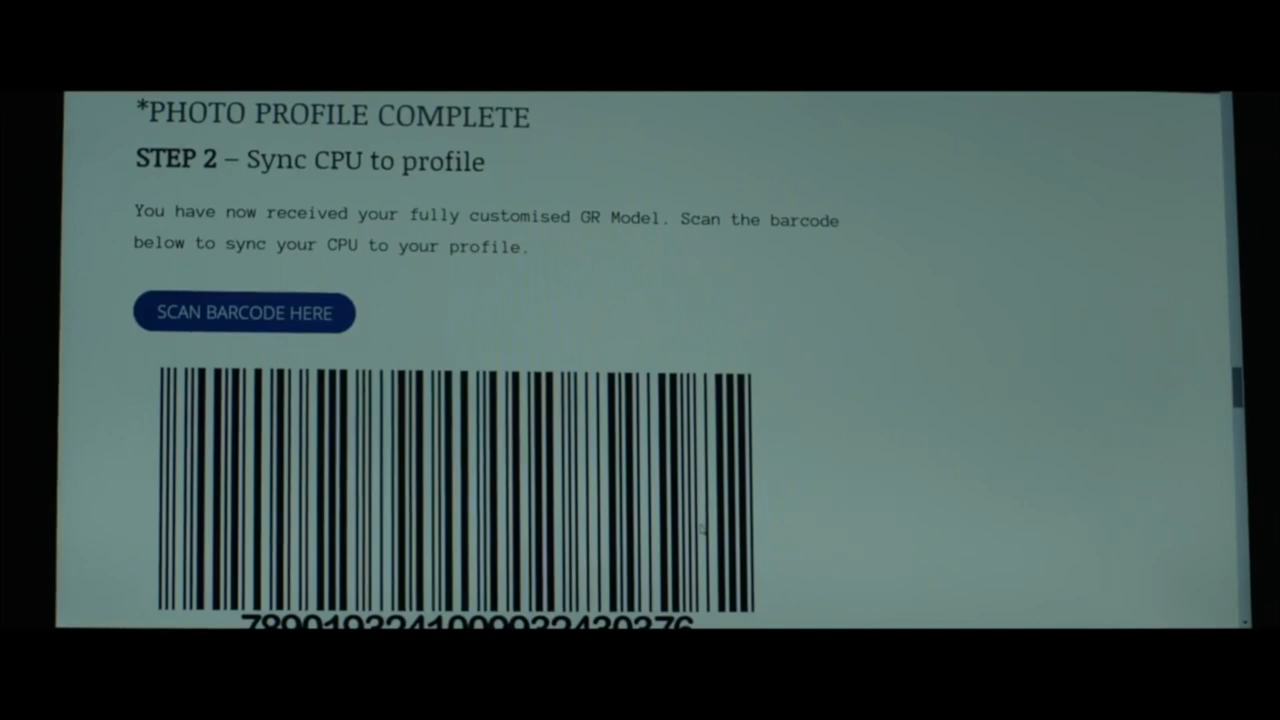 *PHOTO PROFILE COMPLETE
STEP 2 – Sync CPU to profile
You have now received your fully customised GR Model. Scan the barcode
below to sync your CPU to your profile.
SCAN BARCODE HERE